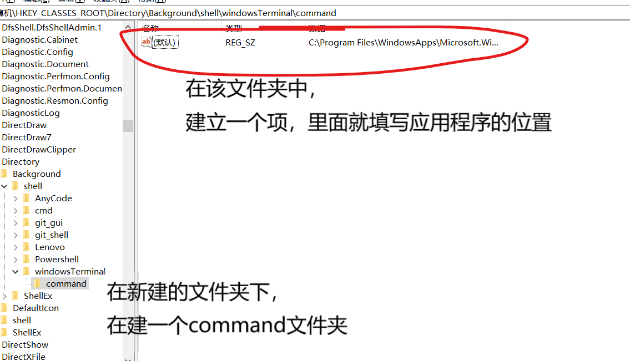 机\HKEY_CLASSES_ROOT\Directory\Background\shell\windowsTerminal\command
DfsShell.DfsShellAdmin.1
Diagnostic.Cabinet
Diagnostic.Config
Diagnostic.Document
Diagnostic.Perfmon.Config
Diagnostic.Perfmon.Documen
Diagnostic.Resmon.Config
DiagnosticLog
DirectDraw
DirectDraw7
DirectDrawClipper
Directory
Background
shell
AnyCode
cmd
git_gui
git_shell
Lenovo
Powershell
windowsTerminal
command
ShellEx
DefaultIcon
shell
ShellEx
DirectShow
DirectXFile
名称 类型 数据
ab (默认) REG_SZ C:\Program Files\WindowsApps\Microsoft.Wi...
在该文件夹中，
建立一个项，里面就填写应用程序的位置
在新建的文件夹下，
在建一个command文件夹